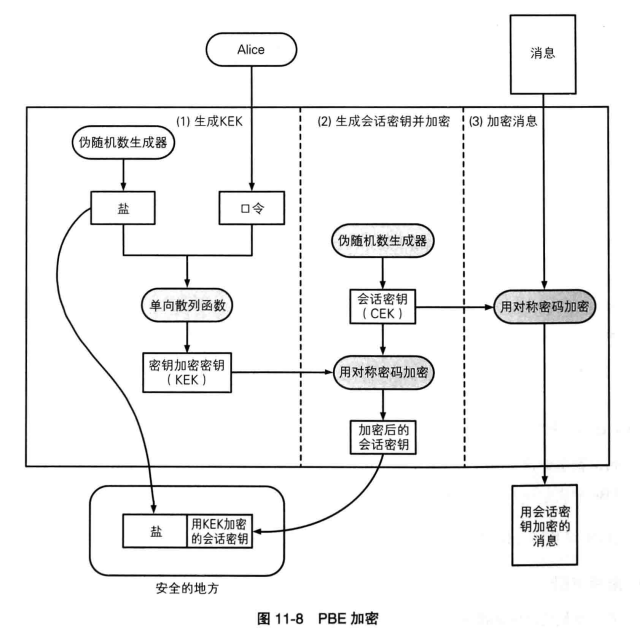 Alice
消息
(1) 生成KEK
(2) 生成会话密钥并加密
(3) 加密消息
伪随机数生成器
盐
口令
伪随机数生成器
单向散列函数
会话密钥
（CEK）
用对称密码加密
密钥加密密钥
（KEK）
用对称密码加密
加密后的
会话密钥
盐
用KEK加密
的会话密钥
用会话密
钥加密的
消息
安全的地方
图 11-8 PBE 加密